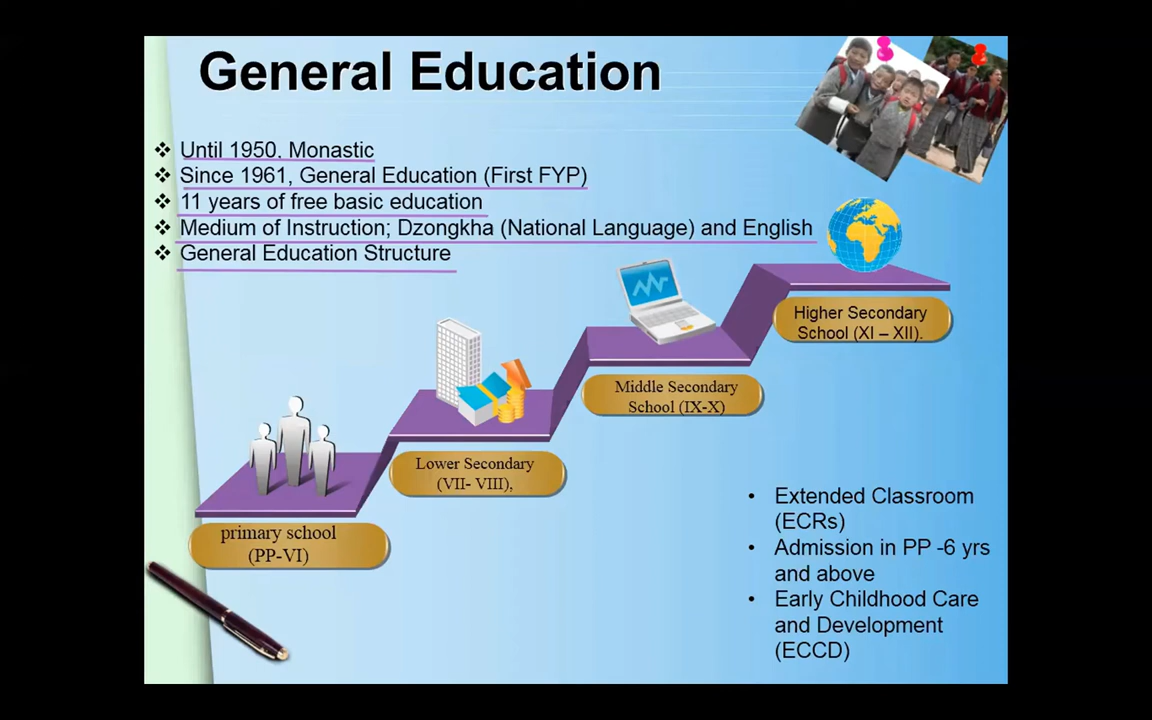 General Education
Until 1950, Monastic
Since 1961, General Education (First FYP)
11 years of free basic education
Medium of Instruction; Dzongkha (National Language) and English
General Education Structure
Higher Secondary
School (XI – XII).
Middle Secondary
School (IX-X)
Lower Secondary
(VII- VIII),
primary school
(PP-VI)
• Extended Classroom
(ECRs)
• Admission in PP -6 yrs
and above
• Early Childhood Care
and Development
(ECCD)